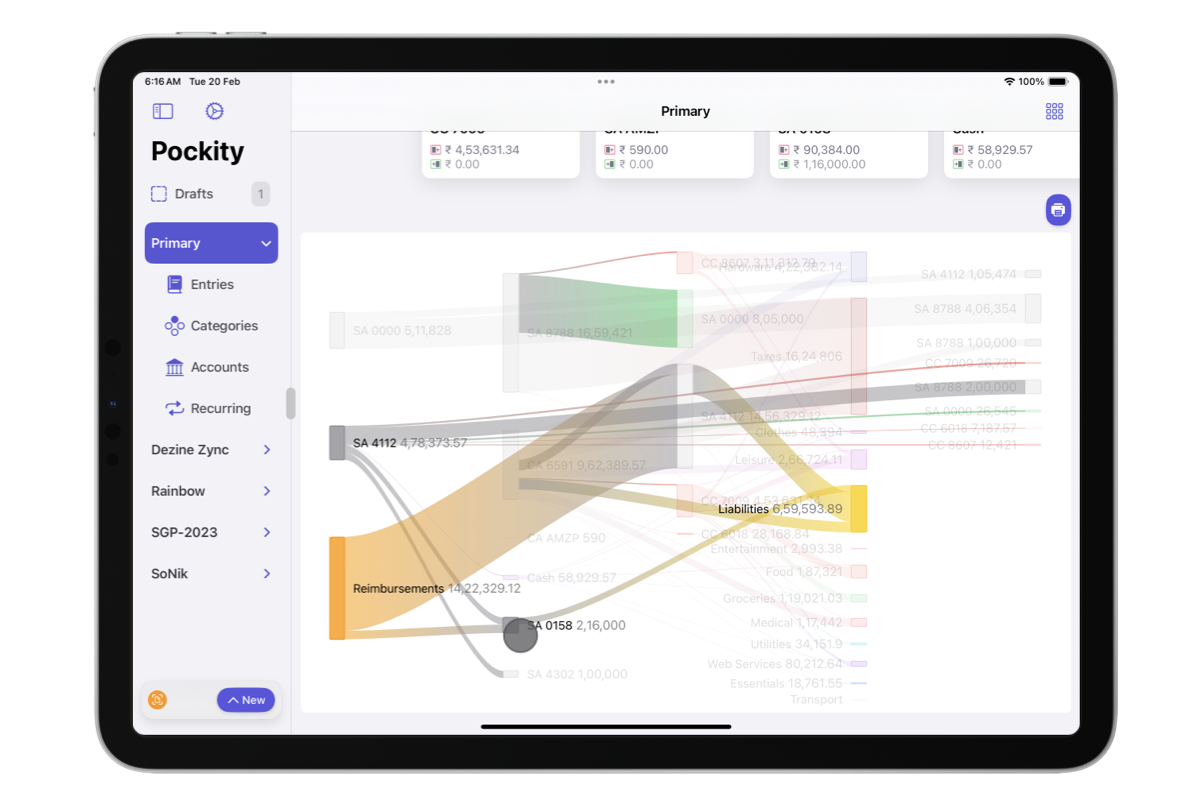 6:16 AM Tue 20 Feb
100%
Primary
Pockity
Drafts
1
Primary
Entries
Categories
Accounts
Recurring
Dezine Zync
Rainbow
SGP-2023
SoNik
New
₹ 4,53,631.34
₹ 0.00
SA AMZP
₹ 590.00
₹ 0.00
SA 0158
₹ 90,384.00
₹ 1,16,000.00
Cash
₹ 58,929.57
₹ 0.00
SA 0000 5,11,828
SA 4112 4,78,373.57
Reimbursements 14,22,329.12
SA 8788 16,59,421
CA 6591 9,62,389.57
CA AMZP 590
Cash 58,929.57
SA 0158 2,16,000
SA 4302 1,00,000
CC 8607 3,11,312.79
SA 0000 8,05,000
SA 4112 14,56,329.12
CC 7009 4,53,631.34
CC 6018 28,168.84
Hardware 4,22,382.14
Taxes 16,24,806
Clothes 48,394
Leisure 2,66,724.11
Liabilities 6,59,593.89
Entertainment 2,993.38
Food 1,87,321
Groceries 1,19,021.03
Medical 1,17,442
Utilities 34,151.9
Web Services 80,212.64
Essentials 18,761.55
Transport
SA 4112 1,05,474
SA 8788 4,06,354
SA 8788 1,00,000
CC 7009 26,720
SA 8788 2,00,000
SA 0000 26,545
CC 6018 7,187.57
CC 8607 12,421